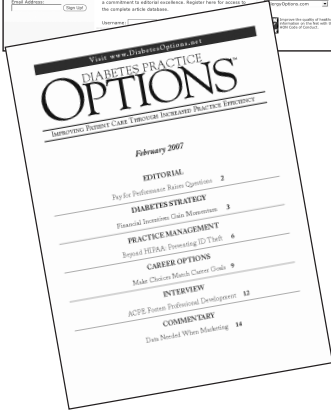 Email Address:
Sign Up!
a commitment to editorial excellence. Register here for access to
the complete article database.
Username:
Visit www.DiabetesOptions.net
DIABETES PRACTICE
OPTIONS™
IMPROVING PATIENT CARE THROUGH INCREASED PRACTICE EFFICIENCY
February 2007
EDITORIAL
Pay for Performance Raises Questions 2
DIABETES STRATEGY
Financial Incentives Gain Momentum 3
PRACTICE MANAGEMENT
Beyond HIPAA: Preventing ID Theft 6
CAREER OPTIONS
Make Choices Match Career Goals 9
INTERVIEW
ACPE Fosters Professional Development 12
COMMENTARY
Data Needed When Marketing 14